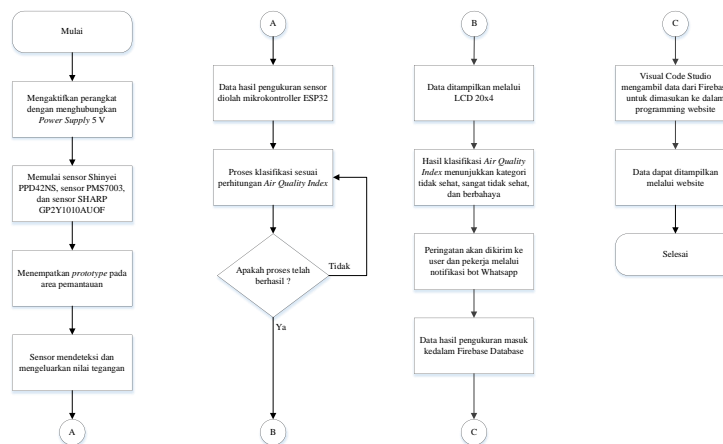 Mulai
Mengaktifkan perangkat
dengan menghubungkan
Power Supply 5 V
Memulai sensor Shinyei
PPD42NS, sensor PMS7003,
dan sensor SHARP
GP2Y1010AUOF
Menempatkan prototype pada
area pemantauan
Sensor mendeteksi dan
mengeluarkan nilai tegangan
A
A
Data hasil pengukuran sensor
diolah mikrokontroller ESP32
Proses klasifikasi sesuai
perhitungan Air Quality Index
Apakah proses telah
berhasil ?
Tidak
Ya
B
B
Data ditampilkan melalui
LCD 20x4
Hasil klasifikasi Air Quality
Index menunjukkan kategori
tidak sehat, sangat tidak sehat,
dan berbahaya
Peringatan akan dikirim ke
user dan pekerja melalui
notifikasi bot Whatsapp
Data hasil pengukuran masuk
kedalam Firebase Database
C
C
Visual Code Studio
mengambil data dari Fireba
untuk dimasukan ke dalam
programming website
Data dapat ditampilkan
melalui website
Selesai